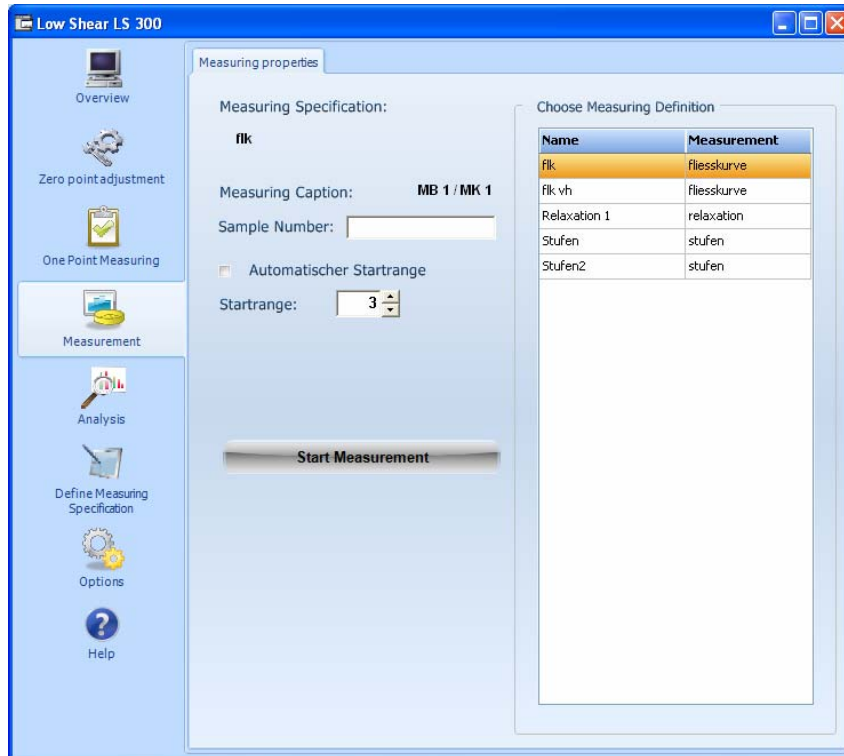 Low Shear LS 300
Overview
Zero point adjustment
One Point Measuring
Measurement
Analysis
Define Measuring
Specification
Options
Help
Measuring properties
Measuring Specification:
flk
Measuring Caption: MB 1 / MK 1
Sample Number:
Automatischer Startrange
Startrange: 3
Start Measurement
Choose Measuring Definition
Name Measurement
flk fliesskurve
flk vh fliesskurve
Relaxation 1 relaxation
Stufen stufen
Stufen2 stufen